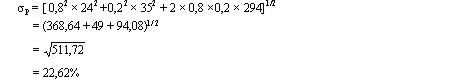 σp = [ 0,8² × 24² +0,2² × 35² + 2 × 0,8 ×0,2 × 294]^1/2
= (368,64 + 49 + 94,08)^1/2
= √511,72
= 22,62%